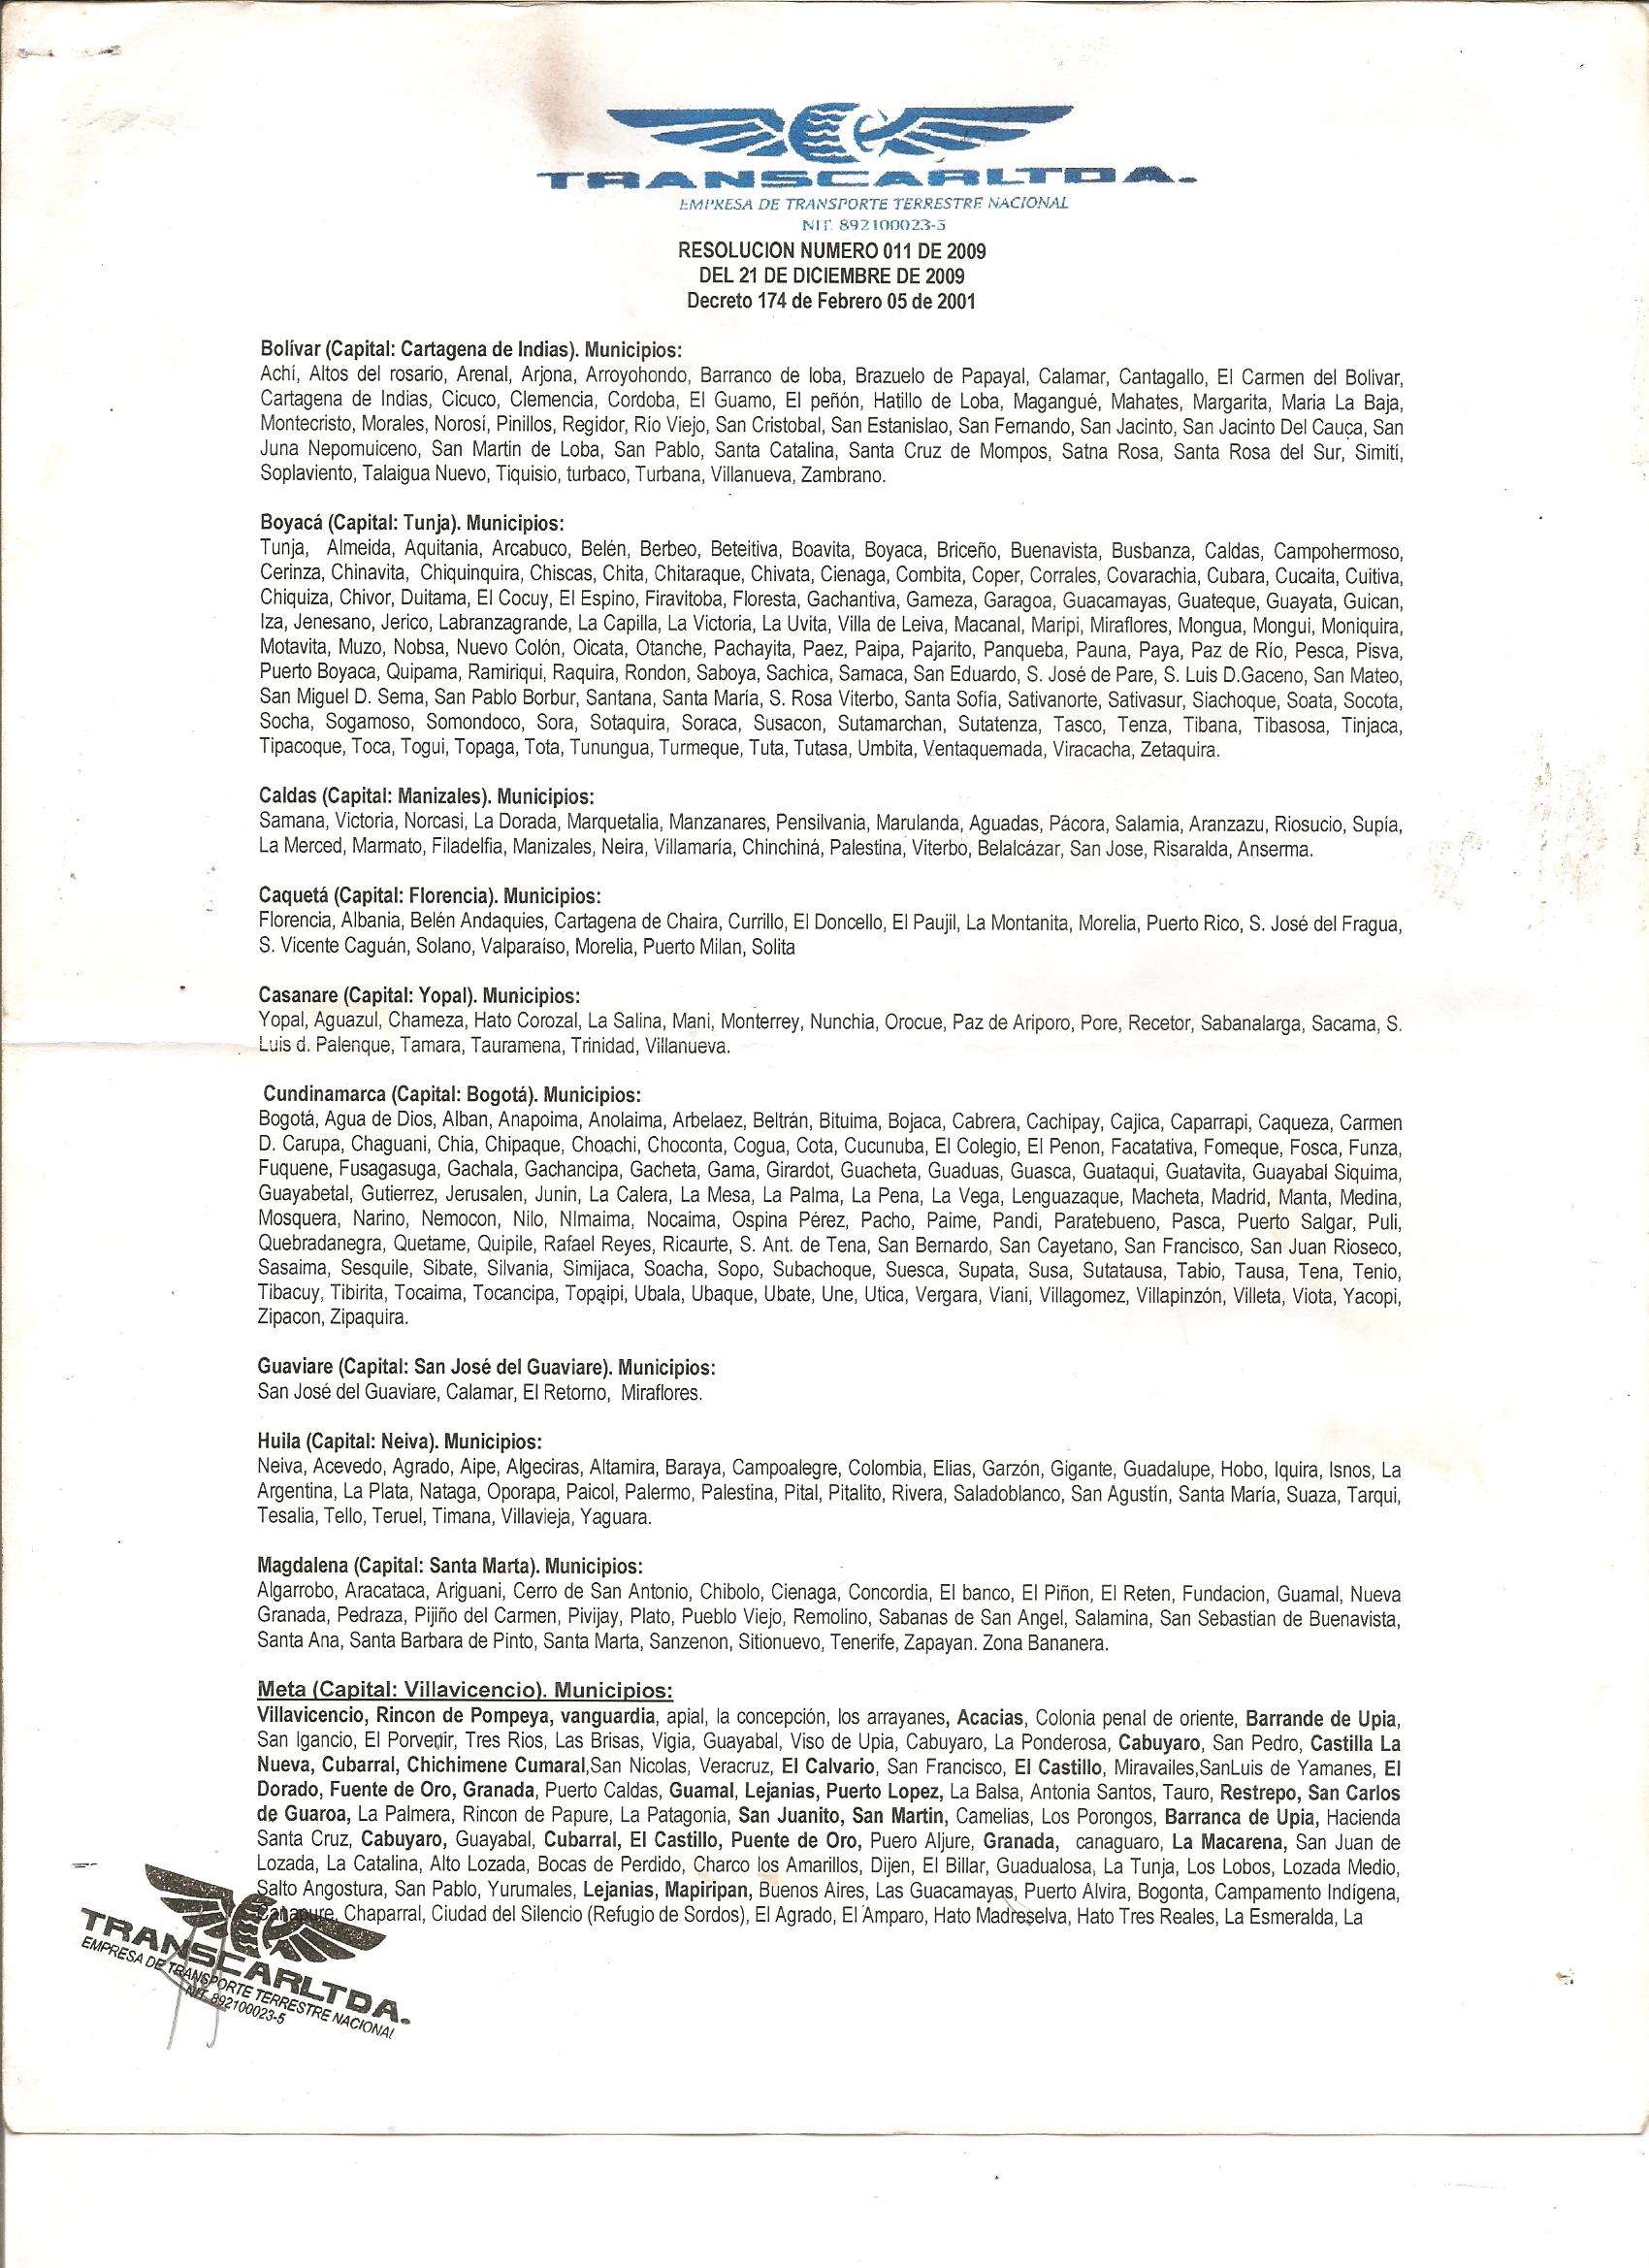 TRANSCARLTDA.
EMPRESA DE TRANSPORTE TERRESTRE NACIONAL
NIT. 892100023-5
RESOLUCION NUMERO 011 DE 2009
DEL 21 DE DICIEMBRE DE 2009
Decreto 174 de Febrero 05 de 2001
Bolívar (Capital: Cartagena de Indias). Municipios:
Achí, Altos del rosario, Arenal, Arjona, Arroyohondo, Barranco de loba, Brazuelo de Papayal, Calamar, Cantagallo, El Carmen del Bolivar,
Cartagena de Indias, Cicuco, Clemencia, Cordoba, El Guamo, El peñón, Hatillo de Loba, Magangué, Mahates, Margarita, Maria La Baja,
Montecristo, Morales, Norosí, Pinillos, Regidor, Río Viejo, San Cristobal, San Estanislao, San Fernando, San Jacinto, San Jacinto Del Cauca, San
Juna Nepomuiceno, San Martin de Loba, San Pablo, Santa Catalina, Santa Cruz de Mompos, Satna Rosa, Santa Rosa del Sur, Simití,
Soplaviento, Talaigua Nuevo, Tiquisio, turbaco, Turbana, Villanueva, Zambrano.
Boyacá (Capital: Tunja). Municipios:
Tunja, Almeida, Aquitania, Arcabuco, Belén, Berbeo, Beteitiva, Boavita, Boyaca, Briceño, Buenavista, Busbanza, Caldas, Campohermoso,
Cerinza, Chinavita, Chiquinquira, Chiscas, Chita, Chitaraque, Chivata, Cienaga, Combita, Coper, Corrales, Covarachia, Cubara, Cucaita, Cuitiva,
Chiquiza, Chivor, Duitama, El Cocuy, El Espino, Firavitoba, Floresta, Gachantiva, Gameza, Garagoa, Guacamayas, Guateque, Guayata, Guican,
Iza, Jenesano, Jerico, Labranzagrande, La Capilla, La Victoria, La Uvita, Villa de Leiva, Macanal, Maripi, Miraflores, Mongua, Mongui, Moniquira,
Motavita, Muzo, Nobsa, Nuevo Colón, Oicata, Otanche, Pachayita, Paez, Paipa, Pajarito, Panqueba, Pauna, Paya, Paz de Río, Pesca, Pisva,
Puerto Boyaca, Quipama, Ramiriqui, Raquira, Rondon, Saboya, Sachica, Samaca, San Eduardo, S. José de Pare, S. Luis D.Gaceno, San Mateo,
San Miguel D. Sema, San Pablo Borbur, Santana, Santa María, S. Rosa Viterbo, Santa Sofía, Sativanorte, Sativasur, Siachoque, Soata, Socota,
Socha, Sogamoso, Somondoco, Sora, Sotaquira, Soraca, Susacon, Sutamarchan, Sutatenza, Tasco, Tenza, Tibana, Tibasosa, Tinjaca,
Tipacoque, Toca, Togui, Topaga, Tota, Tunungua, Turmeque, Tuta, Tutasa, Umbita, Ventaquemada, Viracacha, Zetaquira.
Caldas (Capital: Manizales). Municipios:
Samana, Victoria, Norcasi, La Dorada, Marquetalia, Manzanares, Pensilvania, Marulanda, Aguadas, Pácora, Salamia, Aranzazu, Riosucio, Supía,
La Merced, Marmato, Filadelfia, Manizales, Neira, Villamaría, Chinchiná, Palestina, Viterbo, Belalcázar, San Jose, Risaralda, Anserma.
Caquetá (Capital: Florencia). Municipios:
Florencia, Albania, Belén Andaquies, Cartagena de Chaira, Currillo, El Doncello, El Paujil, La Montanita, Morelia, Puerto Rico, S. José del Fragua,
S. Vicente Caguán, Solano, Valparaíso, Morelia, Puerto Milan, Solita
Casanare (Capital: Yopal). Municipios:
Yopal, Aguazul, Chameza, Hato Corozal, La Salina, Mani, Monterrey, Nunchia, Orocue, Paz de Ariporo, Pore, Recetor, Sabanalarga, Sacama, S.
Luis d. Palenque, Tamara, Tauramena, Trinidad, Villanueva.
Cundinamarca (Capital: Bogotá). Municipios:
Bogotá, Agua de Dios, Alban, Anapoima, Anolaima, Arbelaez, Beltrán, Bituima, Bojaca, Cabrera, Cachipay, Cajica, Caparrapi, Caqueza, Carmen
D. Carupa, Chaguani, Chia, Chipaque, Choachi, Choconta, Cogua, Cota, Cucunuba, El Colegio, El Penon, Facatativa, Fomeque, Fosca, Funza,
Fuquene, Fusagasuga, Gachala, Gachancipa, Gacheta, Gama, Girardot, Guacheta, Guaduas, Guasca, Guataqui, Guatavita, Guayabal Siquima,
Guayabetal, Gutierrez, Jerusalen, Junin, La Calera, La Mesa, La Palma, La Pena, La Vega, Lenguazaque, Macheta, Madrid, Manta, Medina,
Mosquera, Narino, Nemocon, Nilo, NImaima, Nocaima, Ospina Pérez, Pacho, Paime, Pandi, Paratebueno, Pasca, Puerto Salgar, Puli,
Quebradanegra, Quetame, Quipile, Rafael Reyes, Ricaurte, S. Ant. de Tena, San Bernardo, San Cayetano, San Francisco, San Juan Rioseco,
Sasaima, Sesquile, Sibate, Silvania, Simijaca, Soacha, Sopo, Subachoque, Suesca, Supata, Susa, Sutatausa, Tabio, Tausa, Tena, Tenio,
Tibacuy, Tibirita, Tocaima, Tocancipa, Topaipi, Ubala, Ubaque, Ubate, Une, Utica, Vergara, Viani, Villagomez, Villapinzón, Villeta, Viota, Yacopi,
Zipacon, Zipaquira.
Guaviare (Capital: San José del Guaviare). Municipios:
San José del Guaviare, Calamar, El Retorno, Miraflores.
Huila (Capital: Neiva). Municipios:
Neiva, Acevedo, Agrado, Aipe, Algeciras, Altamira, Baraya, Campoalegre, Colombia, Elias, Garzón, Gigante, Guadalupe, Hobo, Iquira, Isnos, La
Argentina, La Plata, Nataga, Oporapa, Paicol, Palermo, Palestina, Pital, Pitalito, Rivera, Saladoblanco, San Agustín, Santa María, Suaza, Tarqui,
Tesalia, Tello, Teruel, Timana, Villavieja, Yaguara.
Magdalena (Capital: Santa Marta). Municipios:
Algarrobo, Aracataca, Ariguani, Cerro de San Antonio, Chibolo, Cienaga, Concordia, El banco, El Piñon, El Reten, Fundacion, Guamal, Nueva
Granada, Pedraza, Pijiño del Carmen, Pivijay, Plato, Pueblo Viejo, Remolino, Sabanas de San Angel, Salamina, San Sebastian de Buenavista,
Santa Ana, Santa Barbara de Pinto, Santa Marta, Sanzenon, Sitionuevo, Tenerife, Zapayan. Zona Bananera.
Meta (Capital: Villavicencio). Municipios:
Villavicencio, Rincon de Pompeya, vanguardia, apial, la concepción, los arrayanes, Acacias, Colonia penal de oriente, Barrande de Upia,
San Igancio, El Porvenir, Tres Ríos, Las Brisas, Vigia, Guayabal, Viso de Upia, Cabuyaro, La Ponderosa, Cabuyaro, San Pedro, Castilla La
Nueva, Cubarral, Chichimene Cumaral,San Nicolas, Veracruz, El Calvario, San Francisco, El Castillo, Miravailes,SanLuis de Yamanes, El
Dorado, Fuente de Oro, Granada, Puerto Caldas, Guamal, Lejanias, Puerto Lopez, La Balsa, Antonia Santos, Tauro, Restrepo, San Carlos
de Guaroa, La Palmera, Rincon de Papure, La Patagonia, San Juanito, San Martin, Camelias, Los Porongos, Barranca de Upia, Hacienda
Santa Cruz, Cabuyaro, Guayabal, Cubarral, El Castillo, Puente de Oro, Puero Aljure, Granada, canaguaro, La Macarena, San Juan de
Lozada, La Catalina, Alto Lozada, Bocas de Perdido, Charco los Amarillos, Dijen, El Billar, Guadualosa, La Tunja, Los Lobos, Lozada Medio,
Salto Angostura, San Pablo, Yurumales, Lejanias, Mapiripan, Buenos Aires, Las Guacamayas, Puerto Alvira, Bogonta, Campamento Indígena,
Chaparral, Ciudad del Silencio (Refugio de Sordos), El Agrado, El Amparo, Hato Madreselva, Hato Tres Reales, La Esmeralda, La
TRANSCARLTDA.
EMPRESA DE TRANSPORTE TERRESTRE NACIONAL
NIT. 892100023-5